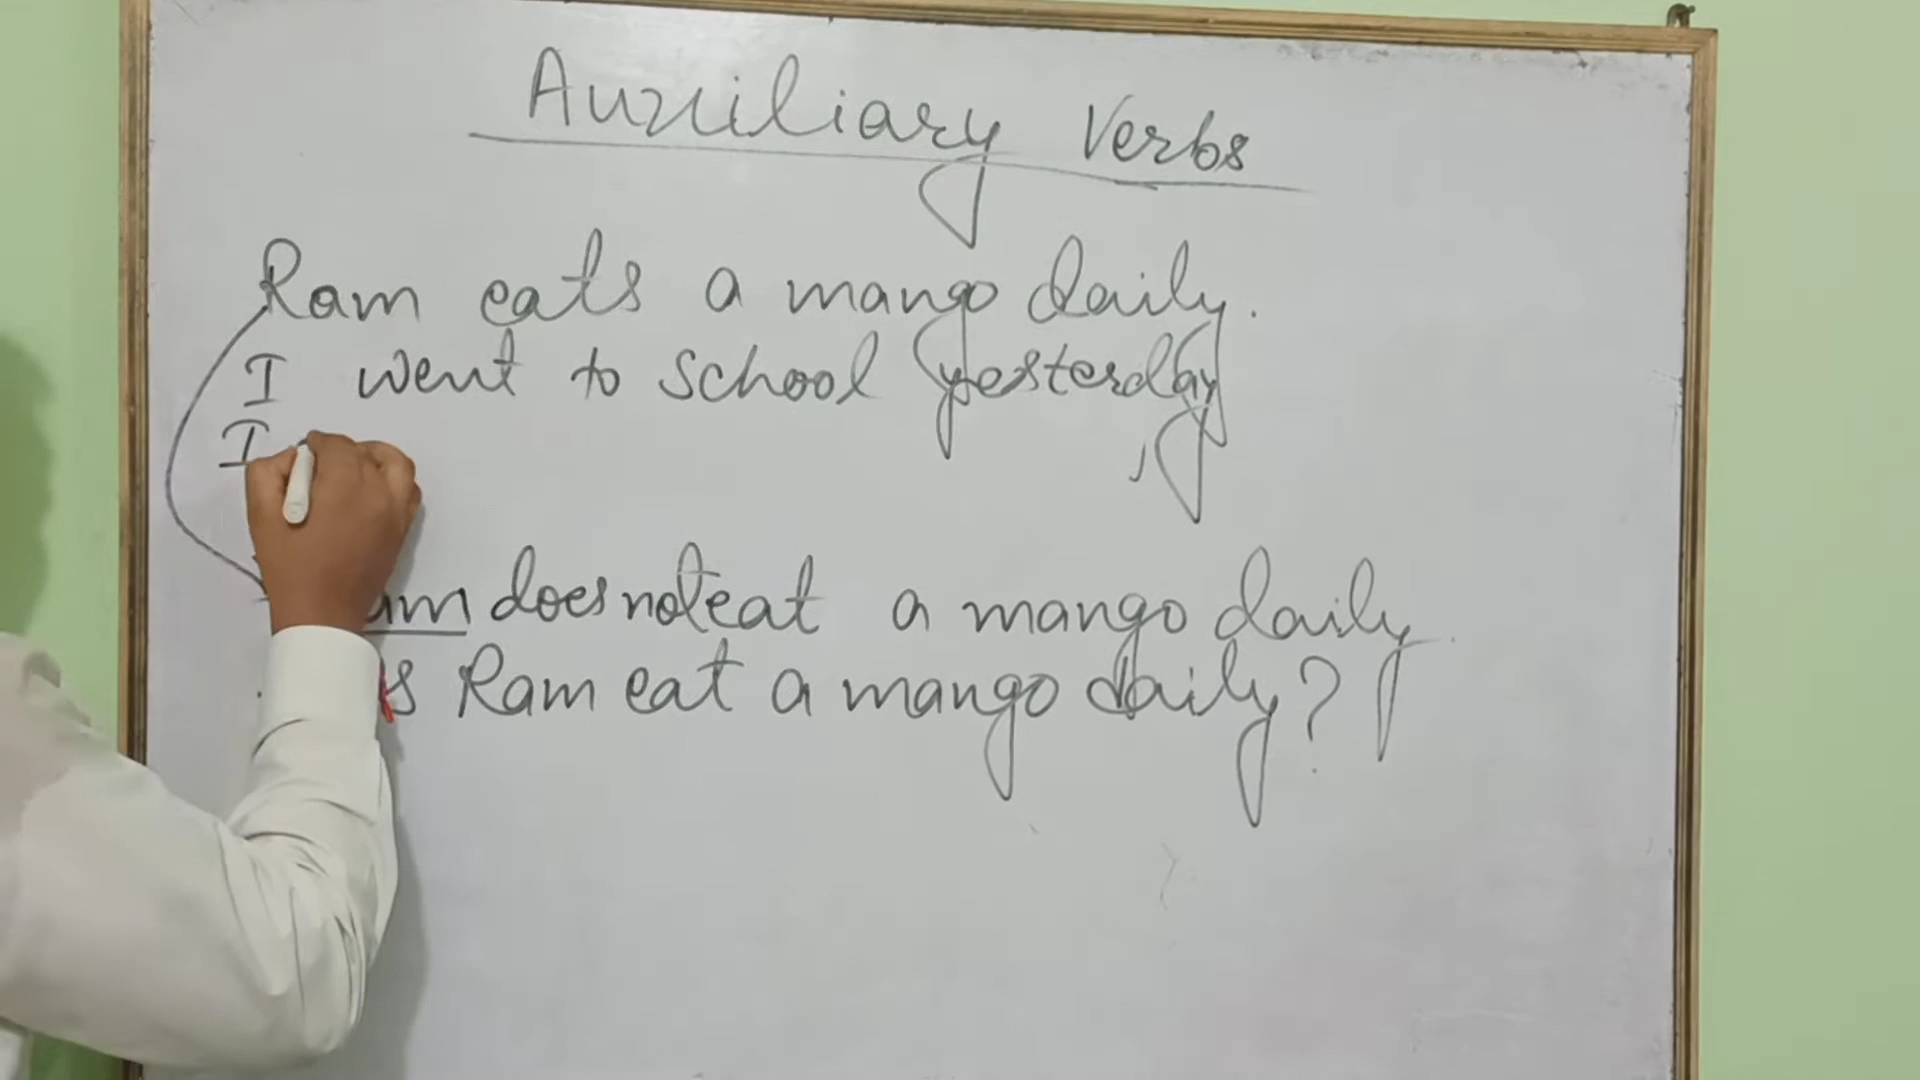 Auxiliary Verbs
Ram eats a mango daily.
I went to school yesterday
I
does not eat a mango daily.
Ram eat a mango daily?